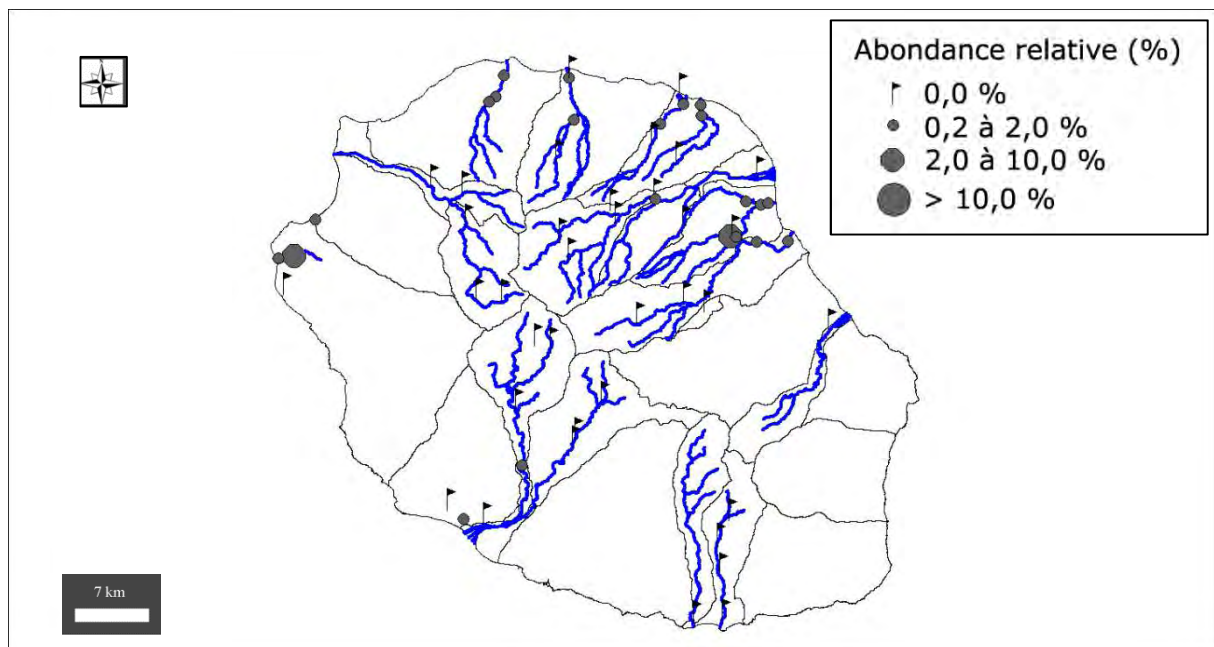 Abondance relative (%)
0,0 %
0,2 à 2,0 %
2,0 à 10,0 %
> 10,0 %
7 km